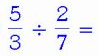 5/3 ÷ 2/7 =